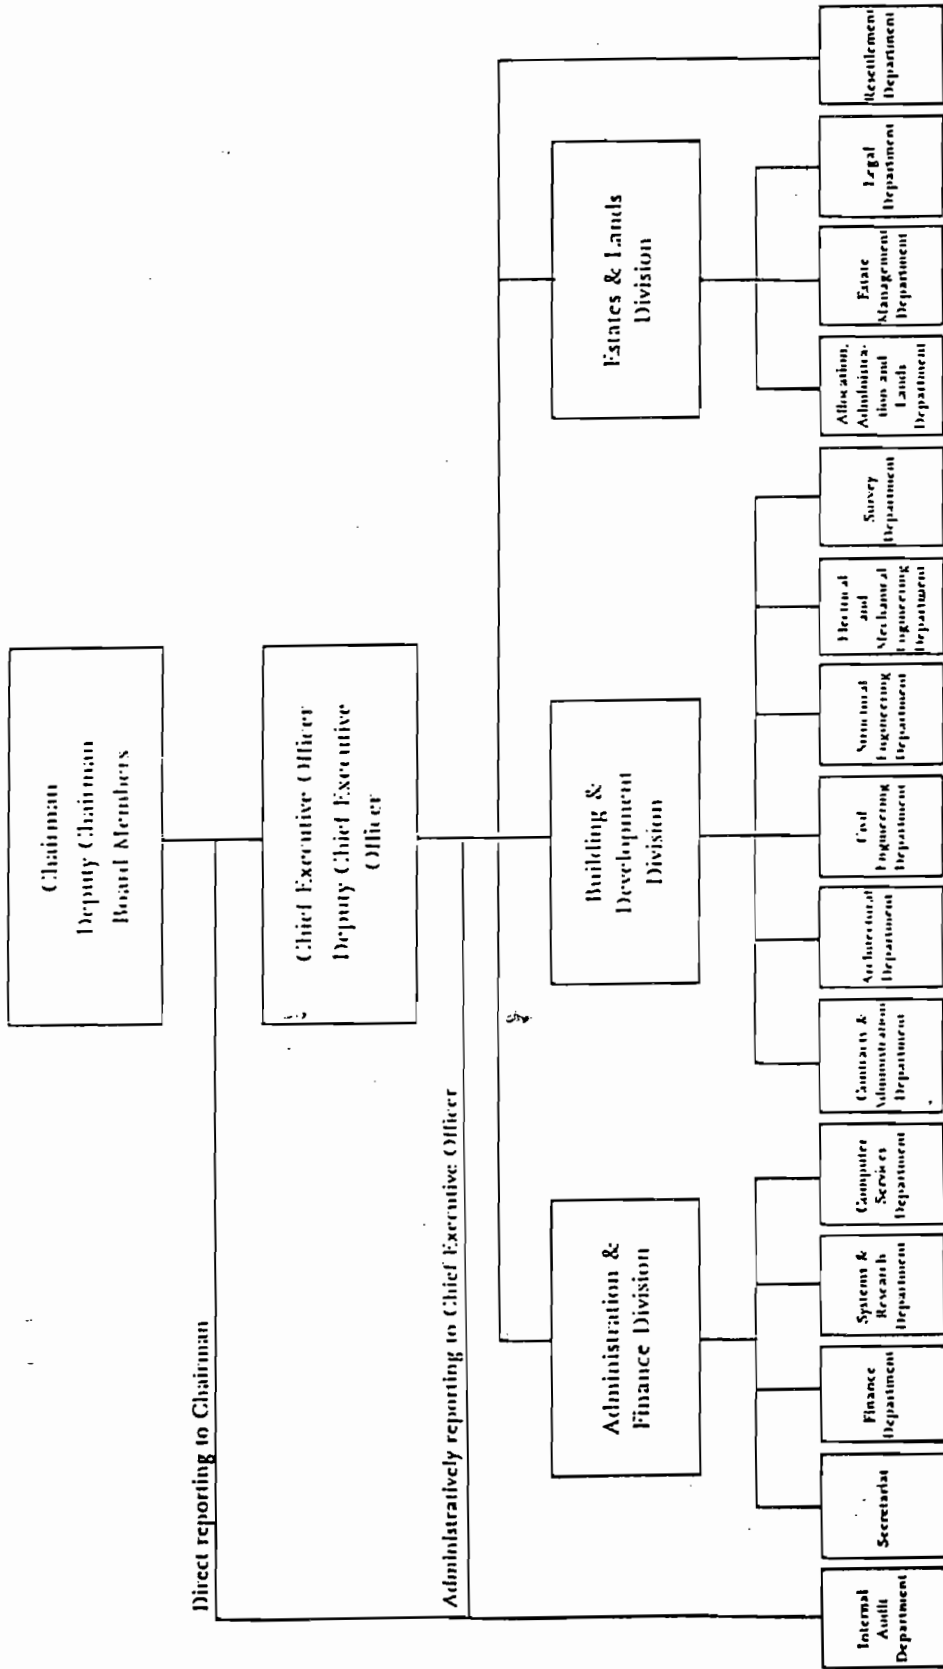 Chairman
Deputy Chairman
Board Members
Direct reporting to Chairman
Chief Executive Officer
Deputy Chief Executive
Officer
Administratively reporting to Chief Executive Officer
Administration &
Finance Division
Building &
Development
Division
Estates & Lands
Division
Internal
Audit
Department
Secretariat
Finance
Department
Systems &
Research
Department
Computer
Services
Department
Contracts &
Administration
Department
Architectural
Department
Civil
Engineering
Department
Structural
Engineering
Department
Electrical
and
Mechanical
Engineering
Department
Survey
Department
Allocation,
Administra-
tion and
Lands
Department
Estate
Management
Department
Legal
Department
Resettlement
Department